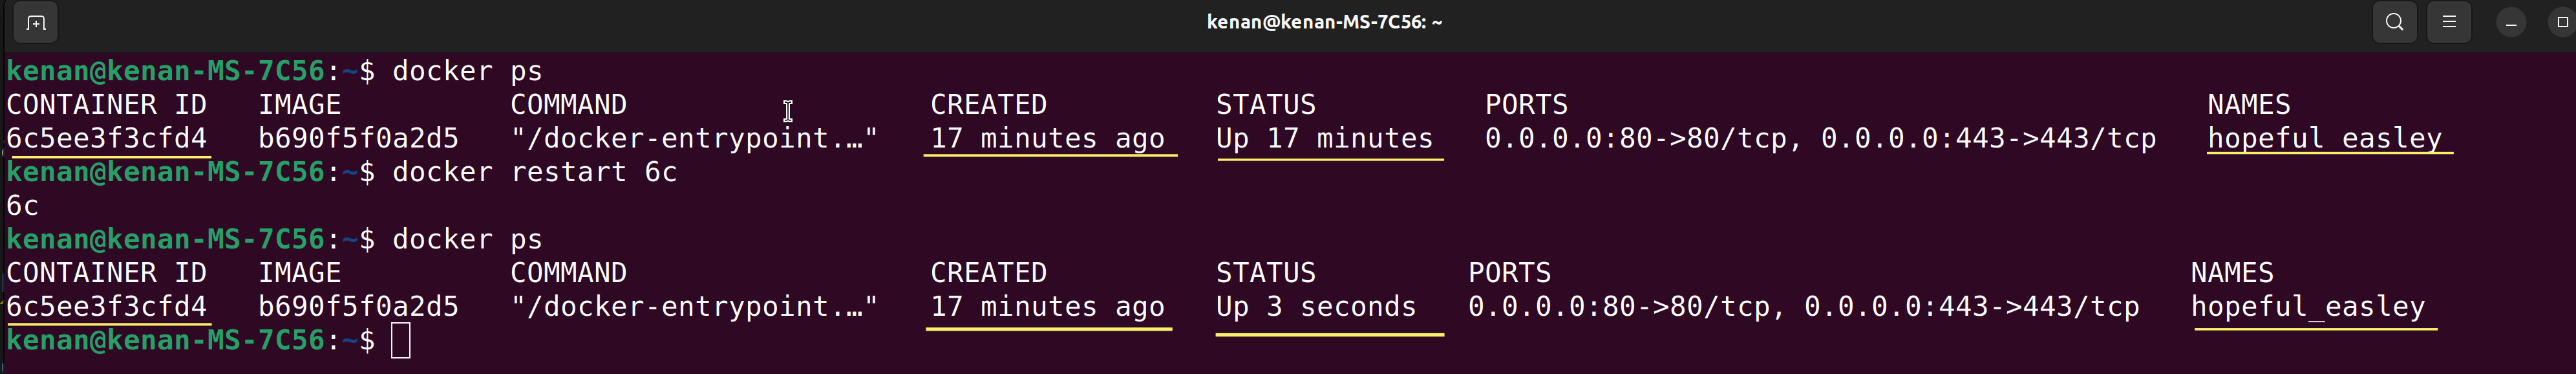 kenan@kenan-MS-7C56: ~
kenan@kenan-MS-7C56:~$ docker ps
CONTAINER ID   IMAGE          COMMAND                  CREATED          STATUS          PORTS                                      NAMES
6c5ee3f3cfd4   b690f5f0a2d5   "/docker-entrypoint.…"   17 minutes ago   Up 17 minutes   0.0.0.0:80->80/tcp, 0.0.0.0:443->443/tcp   hopeful_easley
kenan@kenan-MS-7C56:~$ docker restart 6c
6c
kenan@kenan-MS-7C56:~$ docker ps
CONTAINER ID   IMAGE          COMMAND                  CREATED          STATUS         PORTS                                      NAMES
6c5ee3f3cfd4   b690f5f0a2d5   "/docker-entrypoint.…"   17 minutes ago   Up 3 seconds   0.0.0.0:80->80/tcp, 0.0.0.0:443->443/tcp   hopeful_easley
kenan@kenan-MS-7C56:~$